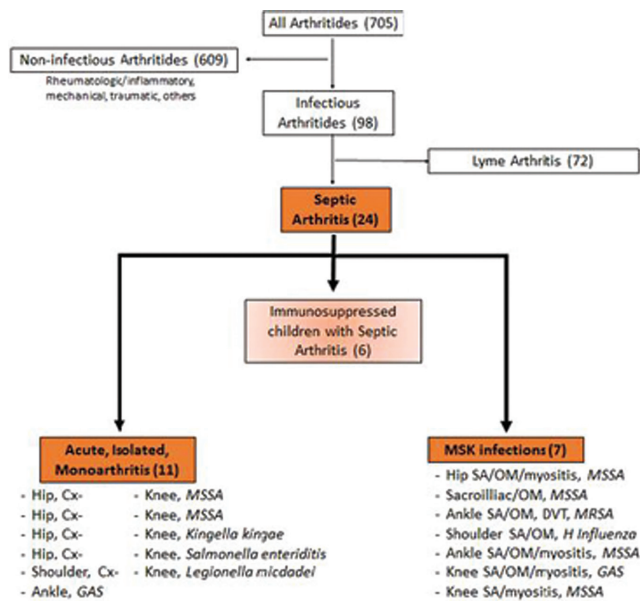 All Arthritides (705)
Non-infectious Arthritides (609)
Rheumatologic/inflammatory,
mechanical, traumatic, others
Infectious
Arthritides (98)
Lyme Arthritis (72)
Septic
Arthritis (24)
Immunosuppressed
children with Septic
Arthritis (6)
Acute, Isolated,
Monoarthritis (11)
- Hip, Cx-
- Hip, Cx-
- Hip, Cx-
- Hip, Cx-
- Shoulder, Cx-
- Ankle, GAS
- Knee, MSSA
- Knee, MSSA
- Knee, Kingella kingae
- Knee, Salmonella enteriditis
- Knee, Legionella micdadei
MSK infections (7)
- Hip SA/OM/myositis, MSSA
- Sacroilliac/OM, MSSA
- Ankle SA/OM, DVT, MRSA
- Shoulder SA/OM, H Influenza
- Ankle SA/OM/myositis, MSSA
- Knee SA/OM/myositis, GAS
- Knee SA/myositis, MSSA